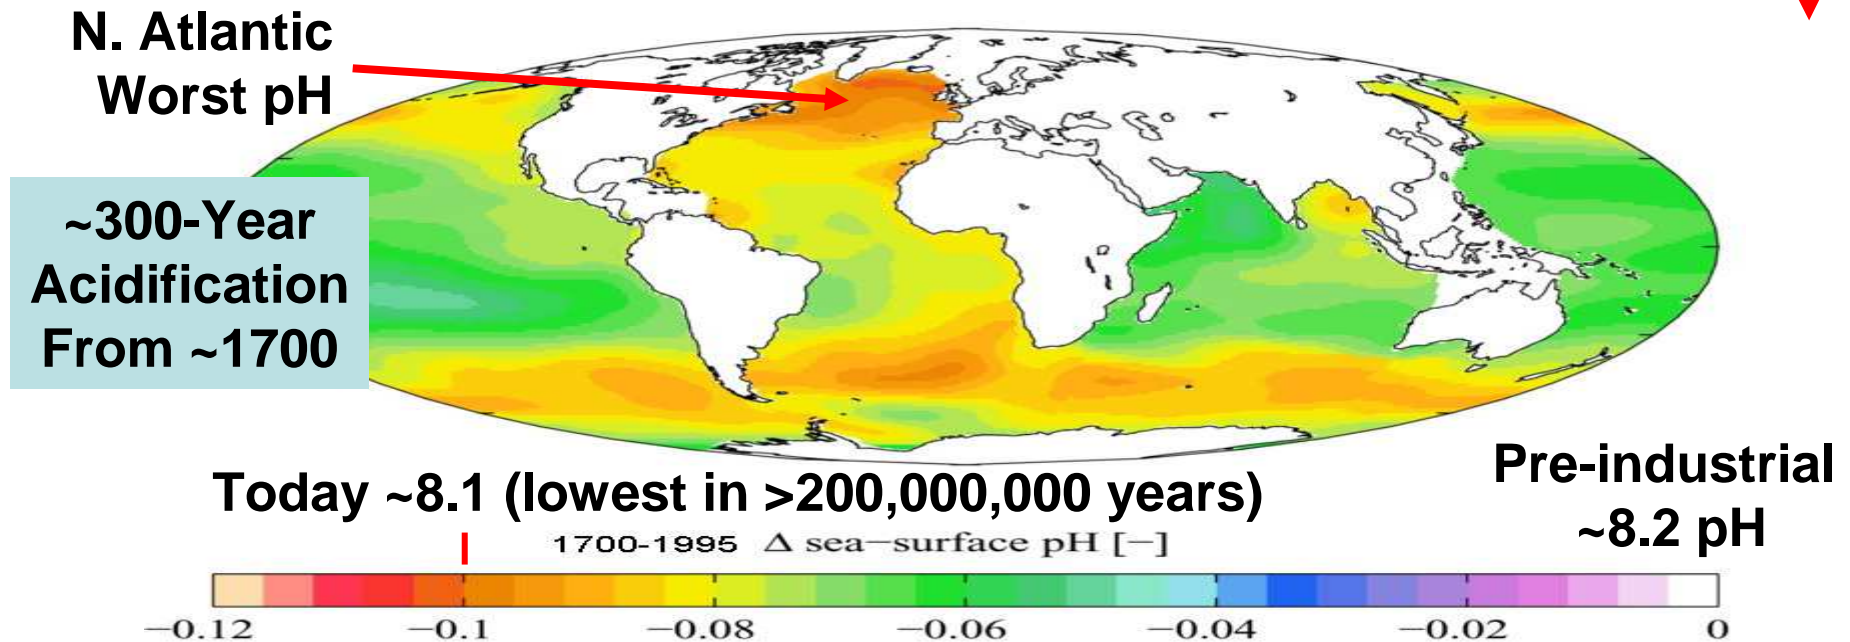 N. Atlantic
Worst pH
~300-Year
Acidification
From ~1700
Today ~8.1 (lowest in >200,000,000 years)
Pre-industrial
~8.2 pH
1700-1995 Δ sea−surface pH [−]
−0.12 −0.1 −0.08 −0.06 −0.04 −0.02 0